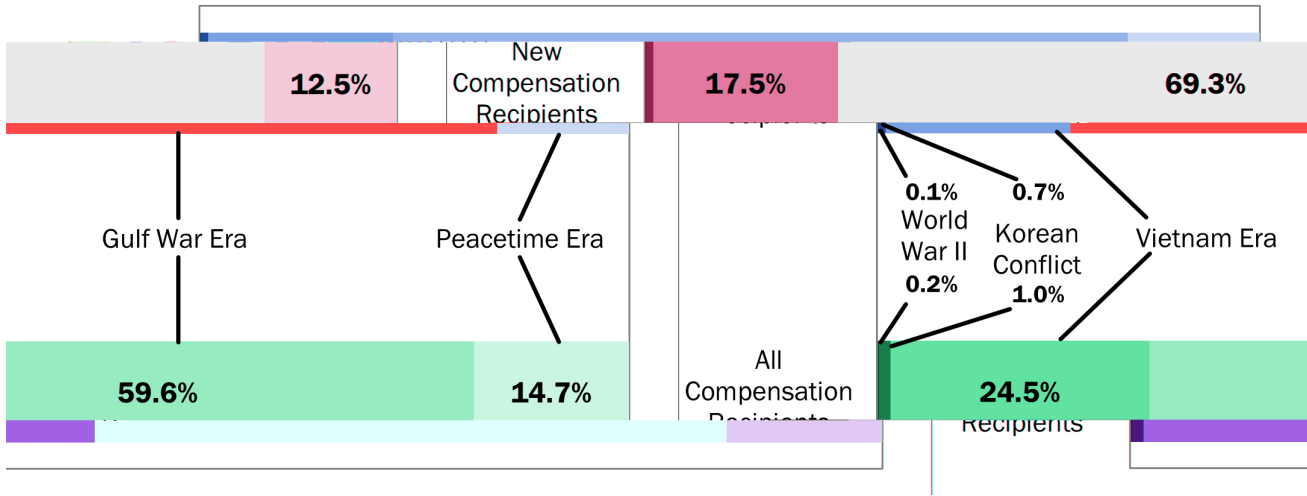 New
Compensation
Recipients
12.5%
17.5%
69.3%
0.1%
0.7%
World
War II
Korean
Conflict
Gulf War Era
Peacetime Era
Vietnam Era
0.2%
1.0%
All
Compensation
Recipients
59.6%
14.7%
24.5%
Recipients